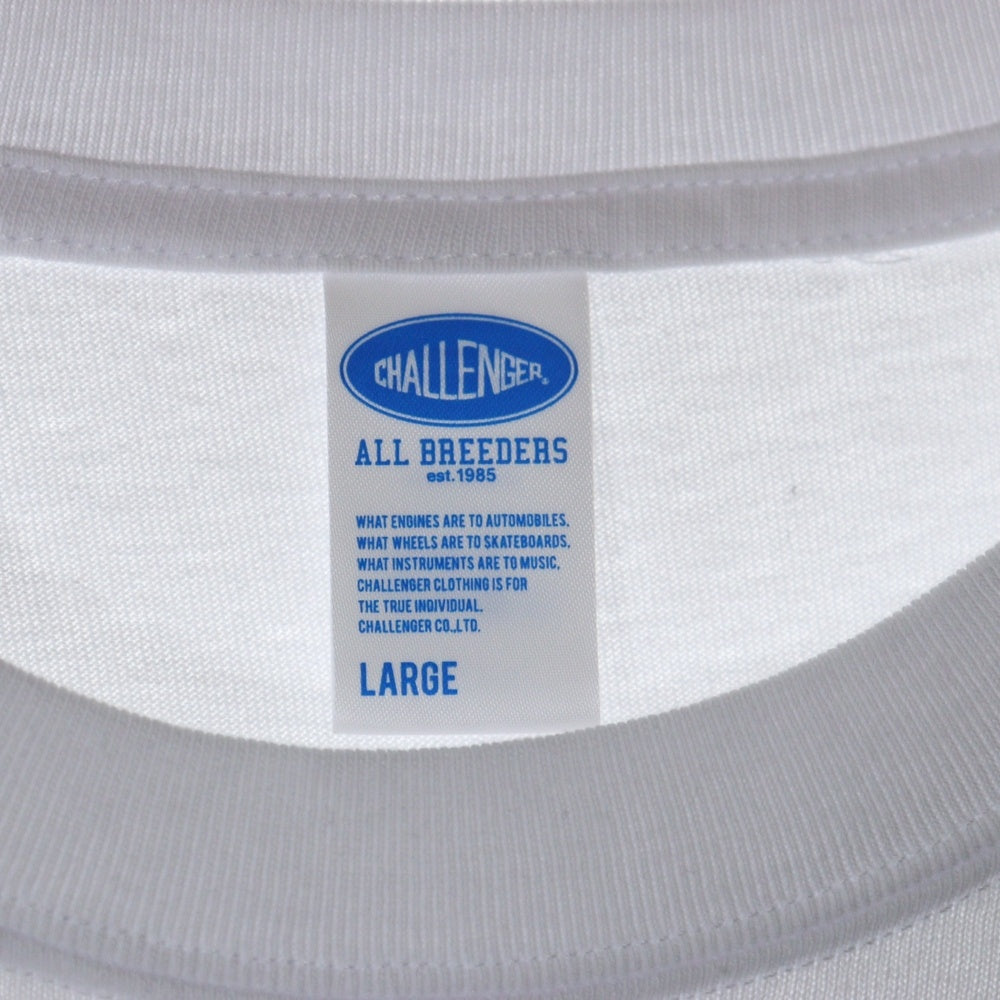 CHALLENGER®
ALL BREEDERS
est.1985
WHAT ENGINES ARE TO AUTOMOBILES.
WHAT WHEELS ARE TO SKATEBOARDS.
WHAT INSTRUMENTS ARE TO MUSIC.
CHALLENGER CLOTHING IS FOR
THE TRUE INDIVIDUAL.
CHALLENGER CO.,LTD.
LARGE